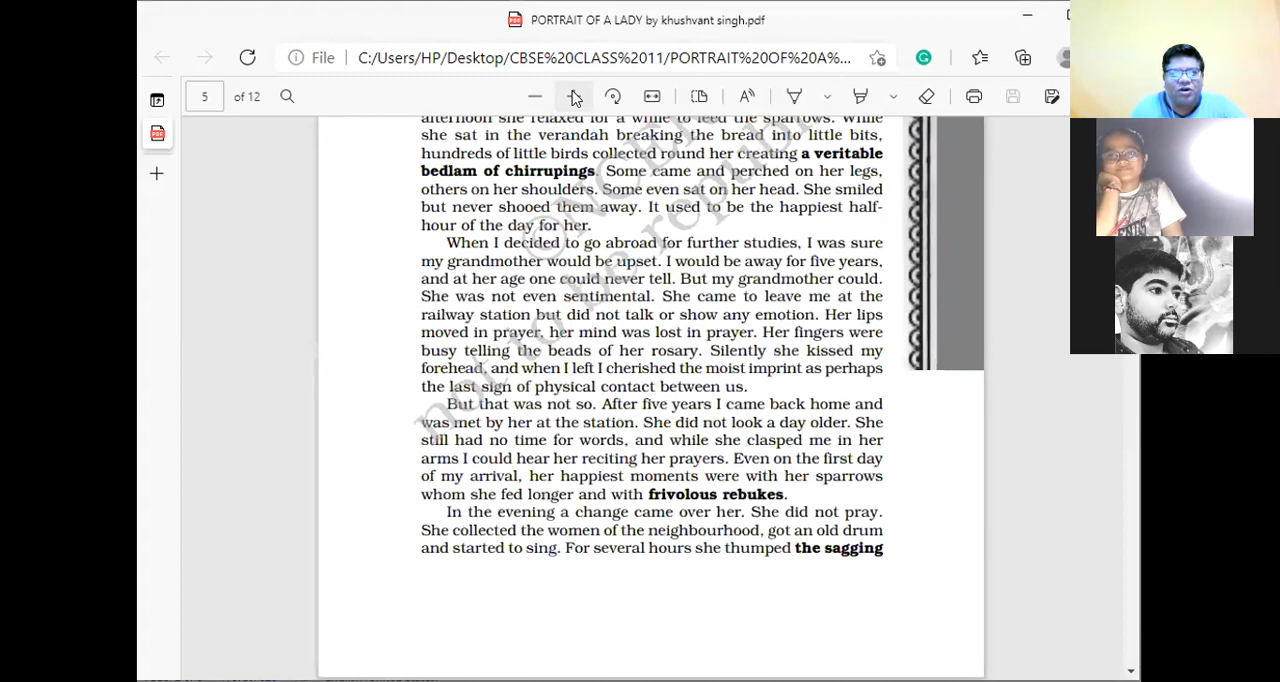 PORTRAIT OF A LADY by khushvant singh.pdf
File C:/Users/HP/Desktop/CBSE%20CLASS%2011/PORTRAIT%20OF%20A%...
5 of 12
afternoon she relaxed for a while to feed the sparrows. While
she sat in the verandah breaking the bread into little bits,
hundreds of little birds collected round her creating a veritable
bedlam of chirrupings. Some came and perched on her legs,
others on her shoulders. Some even sat on her head. She smiled
but never shooed them away. It used to be the happiest half-
hour of the day for her.
When I decided to go abroad for further studies, I was sure
my grandmother would be upset. I would be away for five years,
and at her age one could never tell. But my grandmother could.
She was not even sentimental. She came to leave me at the
railway station but did not talk or show any emotion. Her lips
moved in prayer, her mind was lost in prayer. Her fingers were
busy telling the beads of her rosary. Silently she kissed my
forehead, and when I left I cherished the moist imprint as perhaps
the last sign of physical contact between us.
But that was not so. After five years I came back home and
was met by her at the station. She did not look a day older. She
still had no time for words, and while she clasped me in her
arms I could hear her reciting her prayers. Even on the first day
of my arrival, her happiest moments were with her sparrows
whom she fed longer and with frivolous rebukes.
In the evening a change came over her. She did not pray.
She collected the women of the neighbourhood, got an old drum
and started to sing. For several hours she thumped the sagging
not to be republi